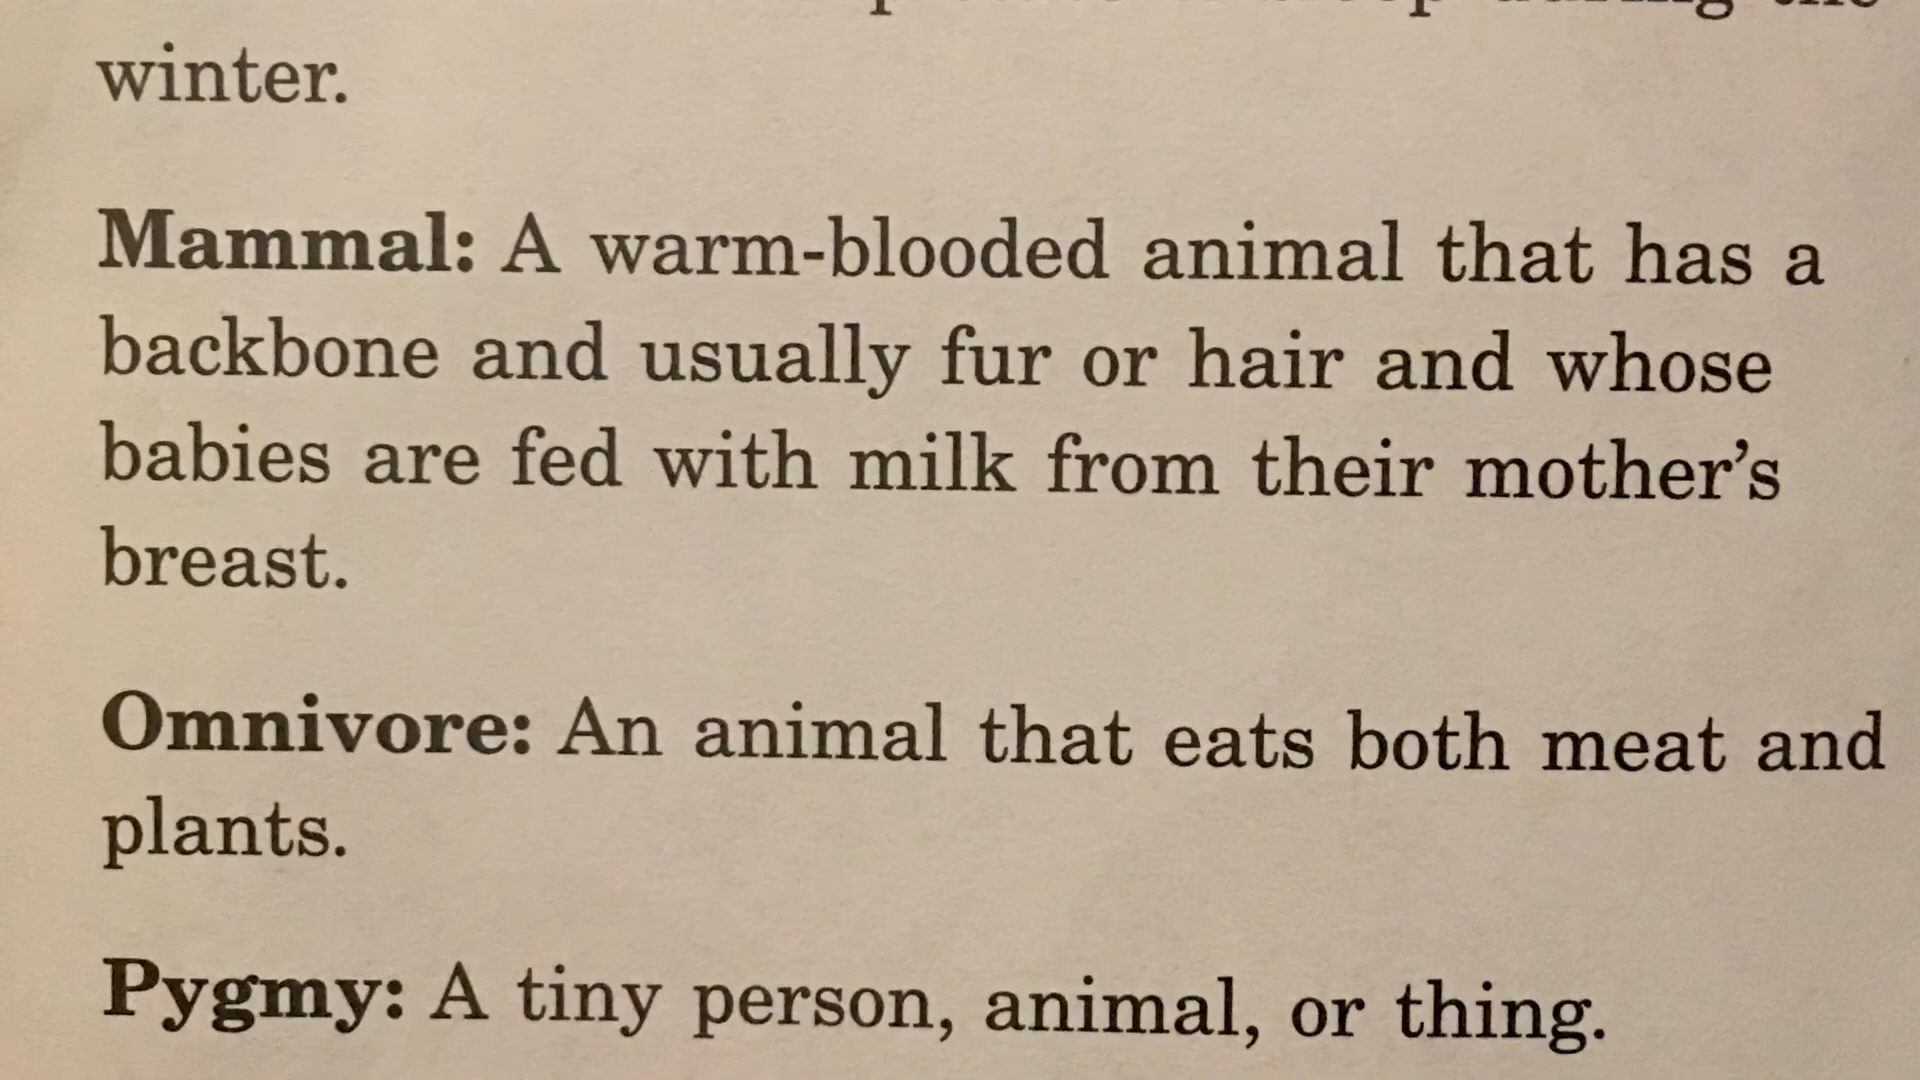 during the
winter.
Mammal: A warm-blooded animal that has a
backbone and usually fur or hair and whose
babies are fed with milk from their mother’s
breast.
Omnivore: An animal that eats both meat and
plants.
Pygmy: A tiny person, animal, or thing.